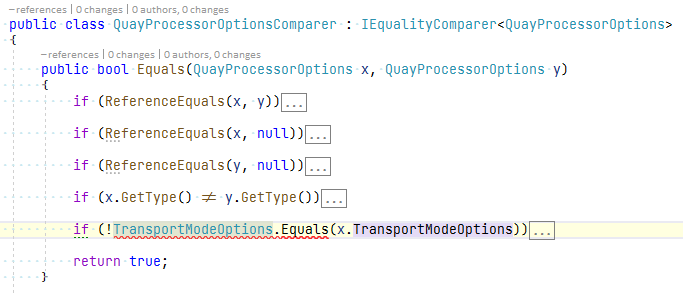 —references | 0 changes | 0 authors, 0 changes
public class QuayProcessorOptionsComparer : IEqualityComparer<QuayProcessorOptions>
{
—references | 0 changes | 0 authors, 0 changes
public bool Equals(QuayProcessorOptions x, QuayProcessorOptions y)
{
if (ReferenceEquals(x, y))...
if (ReferenceEquals(x, null))...
if (ReferenceEquals(y, null))...
if (x.GetType() ≠ y.GetType())...
if (!TransportModeOptions.Equals(x.TransportModeOptions))...
return true;
}